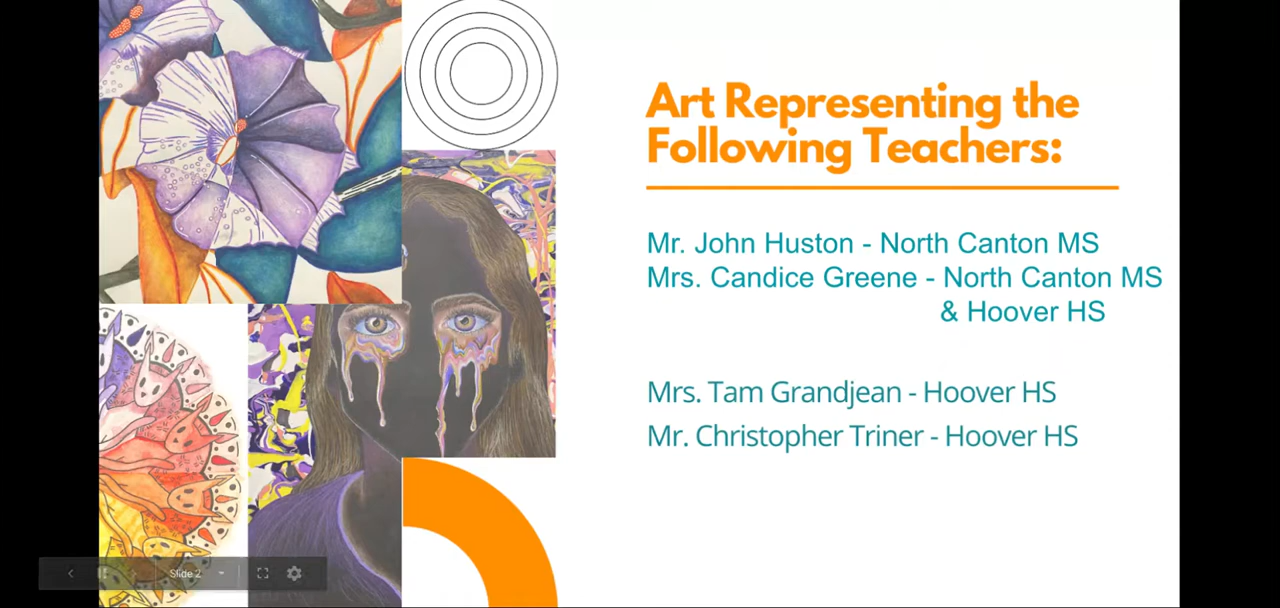 Art Representing the
Following Teachers:
Mr. John Huston - North Canton MS
Mrs. Candice Greene - North Canton MS
& Hoover HS
Mrs. Tam Grandjean - Hoover HS
Mr. Christopher Triner - Hoover HS
Slide 2